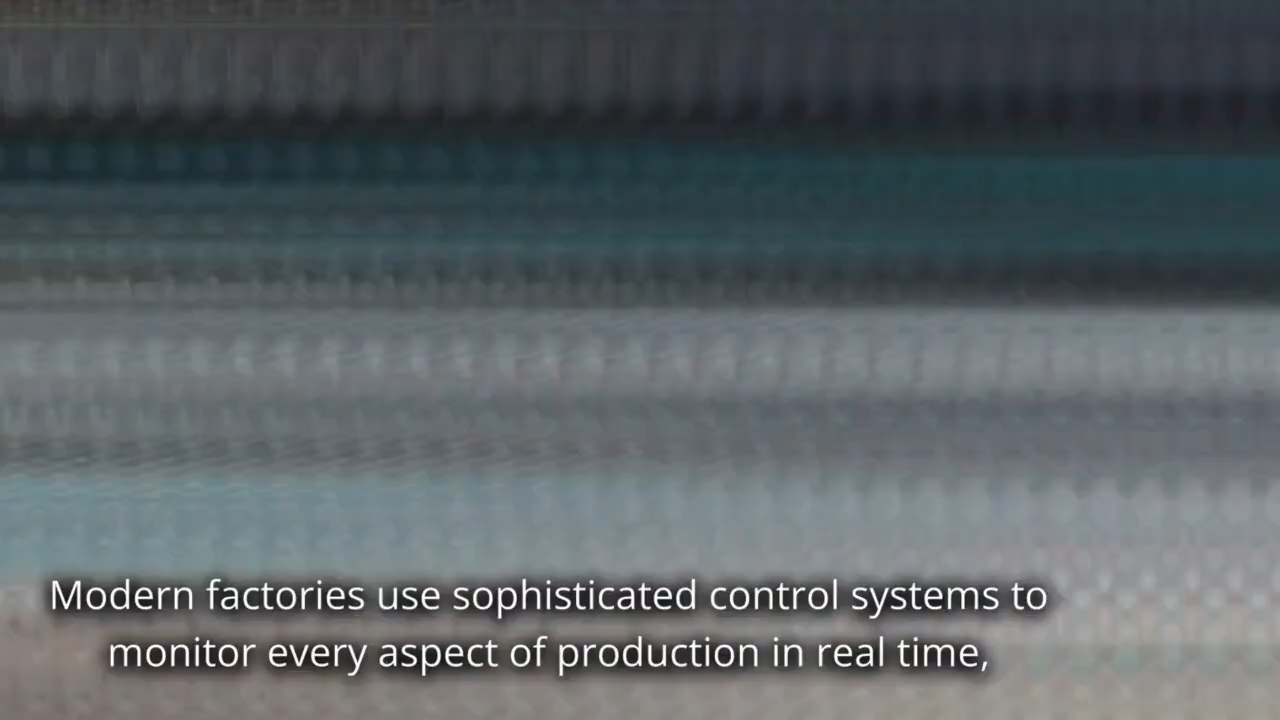 Modern factories use sophisticated control systems to
monitor every aspect of production in real time,